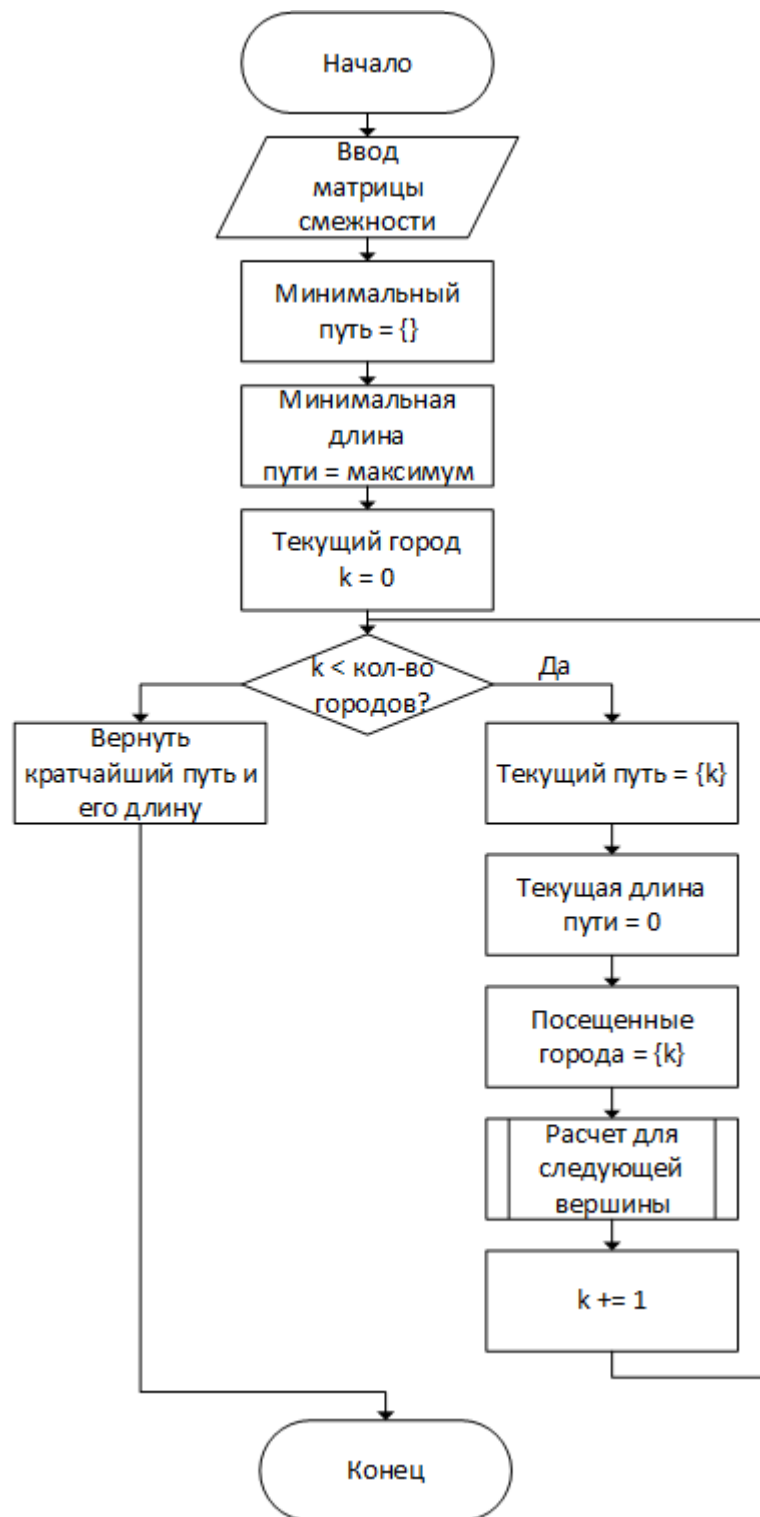 Начало
Ввод
матрицы
смежности
Минимальный
путь = {}
Минимальная
длина
пути = максимум
Текущий город
k = 0
k < кол-во
городов?
Да
Вернуть
кратчайший путь и
его длину
Текущий путь = {k}
Текущая длина
пути = 0
Посещенные
города = {k}
Расчет для
следующей
вершины
k += 1
Конец